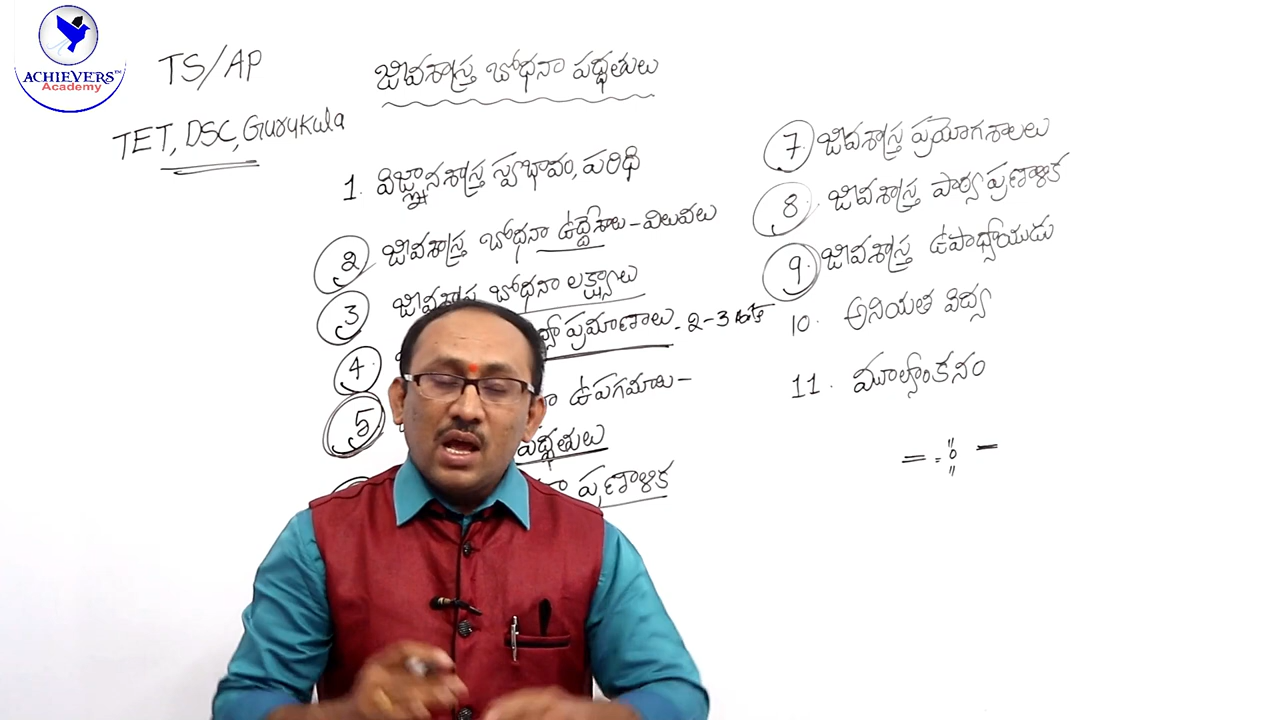 ACHIEVERS™
Academy
TS/AP
TET, DSC, Gurukula
జీవశాస్త్ర బోధనా పద్ధతులు
1. విజ్ఞానశాస్త్ర స్వభావం, పరిధి
2 జీవశాస్త్ర బోధనా ఉద్దేశాలు - విలువలు
3 జీవశాస్త్ర బోధనా లక్ష్యాలు
4 ప్రమాణాలు - 2-3 bits
5 ఉపగమాలు -
పద్ధతులు
ప్రణాళిక
7 జీవశాస్త్ర ప్రయోగశాలలు
8 జీవశాస్త్ర పాఠ్యప్రణాళిక
9 జీవశాస్త్ర ఉపాధ్యాయుడు
10. అనియత విద్య
11. మూల్యాంకనం